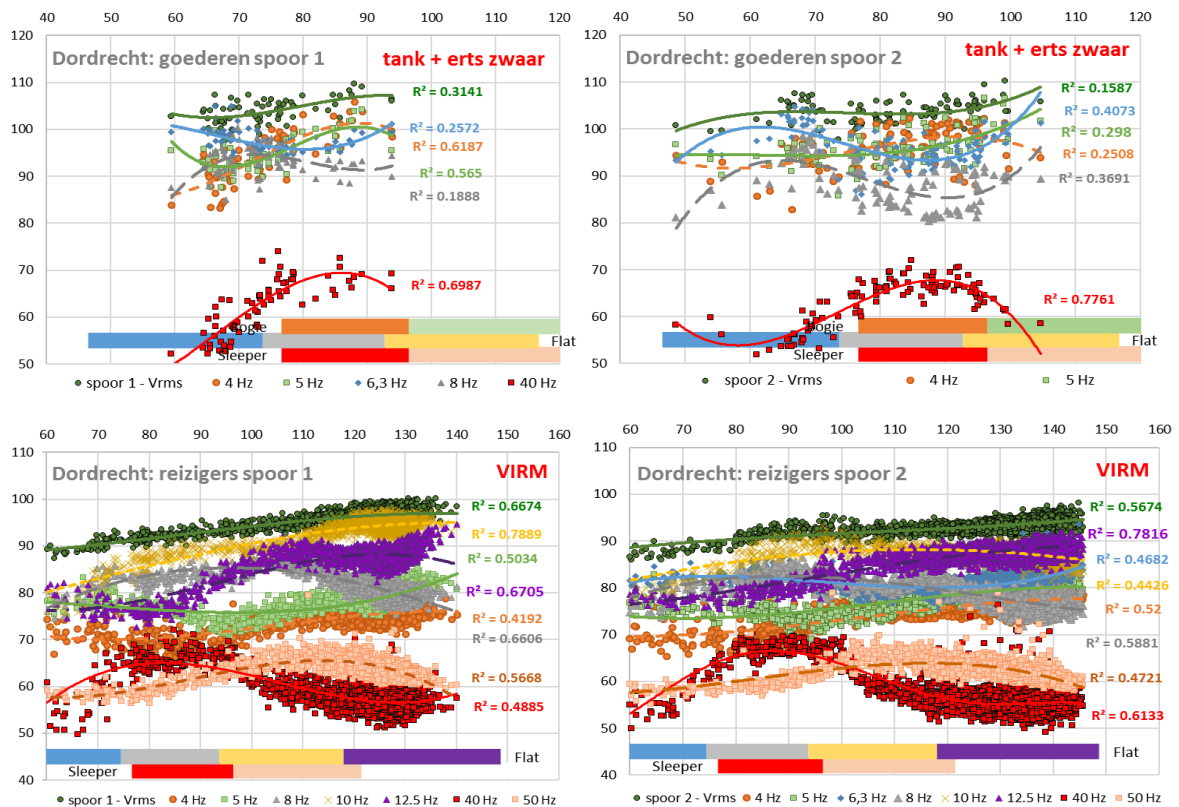 40 50 60 70 80 90 100 110 120
120
110
100
90
80
70
60
50
Dordrecht: goederen spoor 1
tank + erts zwaar
R² = 0.3141
R² = 0.2572
R² = 0.6187
R² = 0.565
R² = 0.1888
R² = 0.6987
Bogie
Flat
Sleeper
spoor 1 - Vrms 4 Hz 5 Hz 6,3 Hz 8 Hz 40 Hz
40 50 60 70 80 90 100 110 120
120
110
100
90
80
70
60
50
Dordrecht: goederen spoor 2
tank + erts zwaar
R² = 0.1587
R² = 0.4073
R² = 0.298
R² = 0.2508
R² = 0.3691
R² = 0.7761
Bogie
Flat
Sleeper
spoor 2 - Vrms 4 Hz 5 Hz
60 70 80 90 100 110 120 130 140 150 160
110
100
90
80
70
60
50
40
Dordrecht: reizigers spoor 1
VIRM
R² = 0.6674
R² = 0.7889
R² = 0.5034
R² = 0.6705
R² = 0.4192
R² = 0.6606
R² = 0.5668
R² = 0.4885
Flat
Sleeper
spoor 1 - Vrms 4 Hz 5 Hz 8 Hz 10 Hz 12.5 Hz 40 Hz 50 Hz
60 70 80 90 100 110 120 130 140 150 160
110
100
90
80
70
60
50
40
Dordrecht: reizigers spoor 2
VIRM
R² = 0.5674
R² = 0.7816
R² = 0.4682
R² = 0.4426
R² = 0.52
R² = 0.5881
R² = 0.4721
R² = 0.6133
Flat
Sleeper
spoor 2 - Vrms 4 Hz 5 Hz 6,3 Hz 8 Hz 10 Hz 12.5 Hz 40 Hz 50 Hz